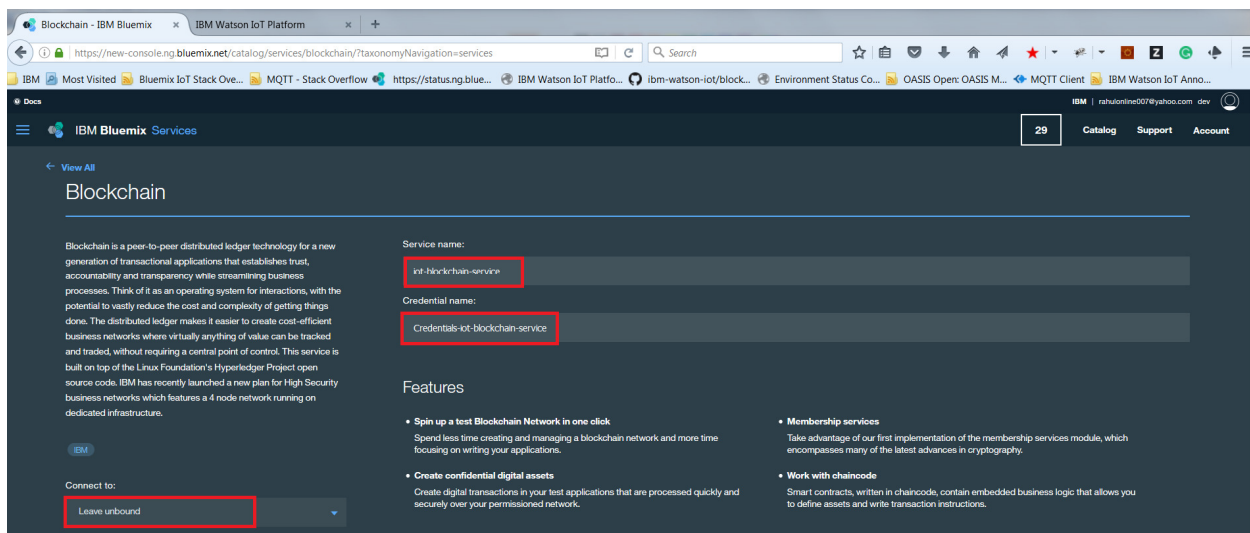 Blockchain - IBM Bluemix × IBM Watson IoT Platform × +
https://new-console.ng.bluemix.net/catalog/services/blockchain/?taxonomyNavigation=services Search
IBM Most Visited Bluemix IoT Stack Ove... MQTT - Stack Overflow https://status.ng.blue... IBM Watson IoT Platfo... ibm-watson-iot/block... Environment Status Co... OASIS Open: OASIS M... MQTT Client IBM Watson IoT Anno...
Docs IBM | rahulonline007@yahoo.com dev
IBM Bluemix Services 29 Catalog Support Account
← View All
Blockchain
Blockchain is a peer-to-peer distributed ledger technology for a new
generation of transactional applications that establishes trust,
accountability and transparency while streamlining business
processes. Think of it as an operating system for interactions, with the
potential to vastly reduce the cost and complexity of getting things
done. The distributed ledger makes it easier to create cost-efficient
business networks where virtually anything of value can be tracked
and traded, without requiring a central point of control. This service is
built on top of the Linux Foundation's Hyperledger Project open
source code. IBM has recently launched a new plan for High Security
business networks which features a 4 node network running on
dedicated infrastructure.
IBM
Connect to:
Leave unbound
Service name:
iot-blockchain-service
Credential name:
Credentials-iot-blockchain-service
Features
• Spin up a test Blockchain Network in one click
Spend less time creating and managing a blockchain network and more time
focusing on writing your applications.
• Create confidential digital assets
Create digital transactions in your test applications that are processed quickly and
securely over your permissioned network.
• Membership services
Take advantage of our first implementation of the membership services module, which
encompasses many of the latest advances in cryptography.
• Work with chaincode
Smart contracts, written in chaincode, contain embedded business logic that allows you
to define assets and write transaction instructions.